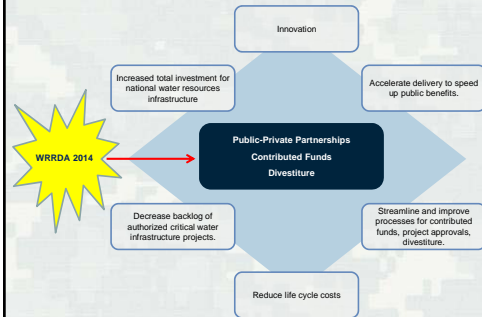 Innovation
Increased total investment for
national water resources
infrastructure
Accelerate delivery to speed
up public benefits.
WRRDA 2014
Public-Private Partnerships
Contributed Funds
Divestiture
Decrease backlog of
authorized critical water
infrastructure projects.
Streamline and improve
processes for contributed
funds, project approvals,
divestiture.
Reduce life cycle costs